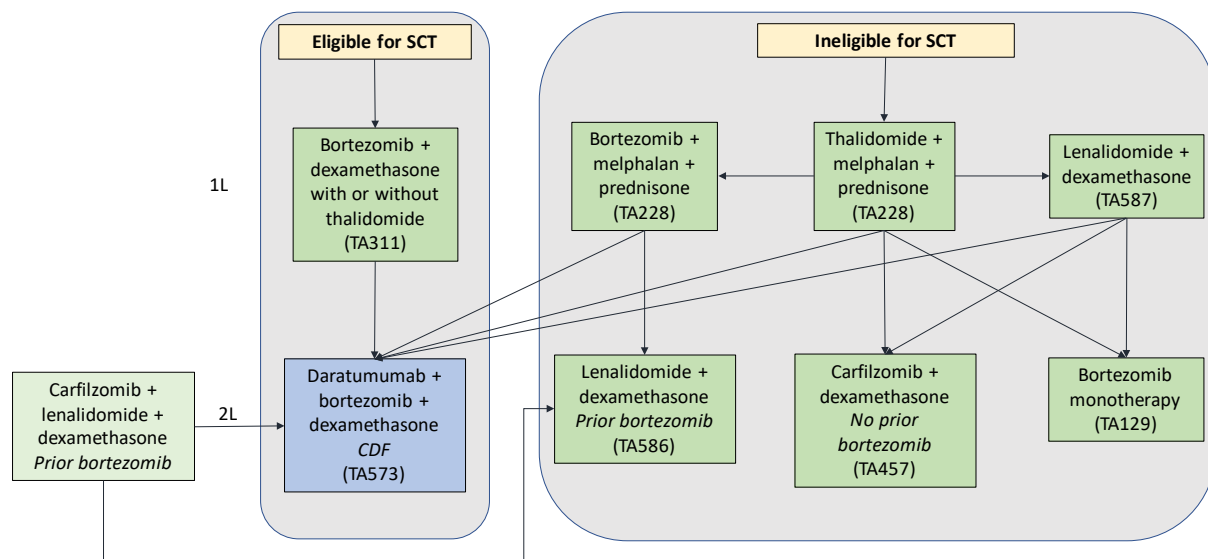 Eligible for SCT
Ineligible for SCT
1L
Bortezomib +
dexamethasone
with or without
thalidomide
(TA311)
Bortezomib +
melphalan +
prednisone
(TA228)
Thalidomide +
melphalan +
prednisone
(TA228)
Lenalidomide +
dexamethasone
(TA587)
Carfilzomib +
lenalidomide +
dexamethasone
Prior bortezomib
2L
Daratumumab +
bortezomib +
dexamethasone
CDF
(TA573)
Lenalidomide +
dexamethasone
Prior bortezomib
(TA586)
Carfilzomib +
dexamethasone
No prior
bortezomib
(TA457)
Bortezomib
monotherapy
(TA129)